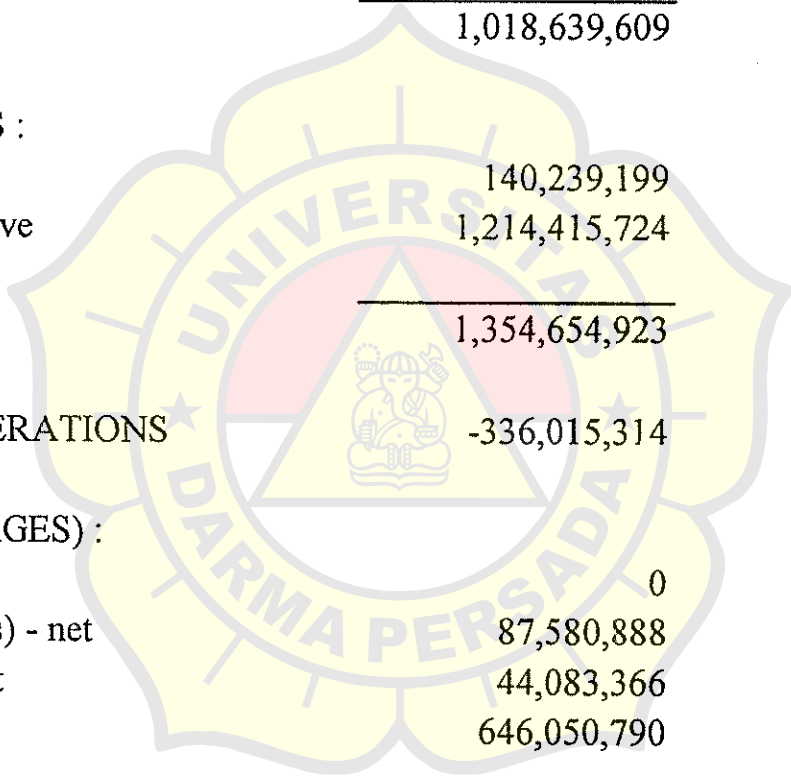 1,018,639,609
S :
140,239,199
ve 1,214,415,724
1,354,654,923
ERATIONS -336,015,314
GES) :
0
s) - net 87,580,888
t 44,083,366
646,050,790
UNIVERSITAS
DARMA PERSADA